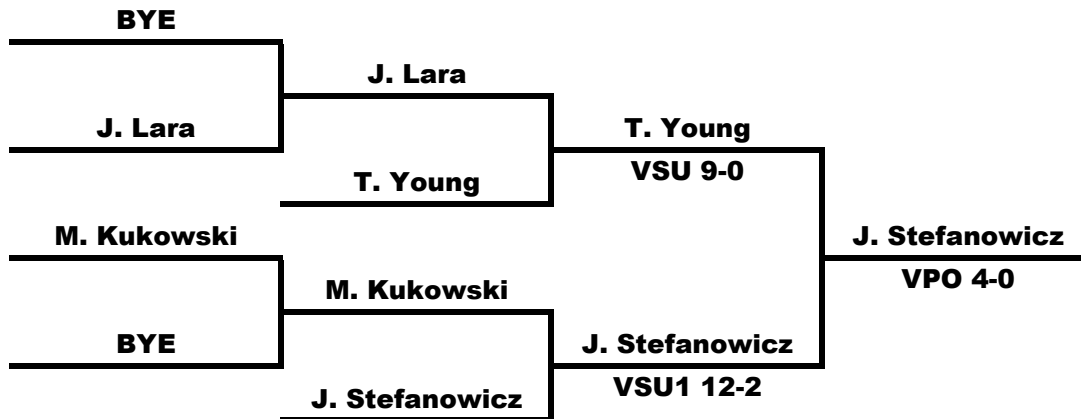 BYE
J. Lara
J. Lara
T. Young
J. Lara
VSU 9-0
T. Young
M. Kukowski
J. Stefanowicz
VPO 4-0
M. Kukowski
BYE
J. Stefanowicz
VSU1 12-2
J. Stefanowicz